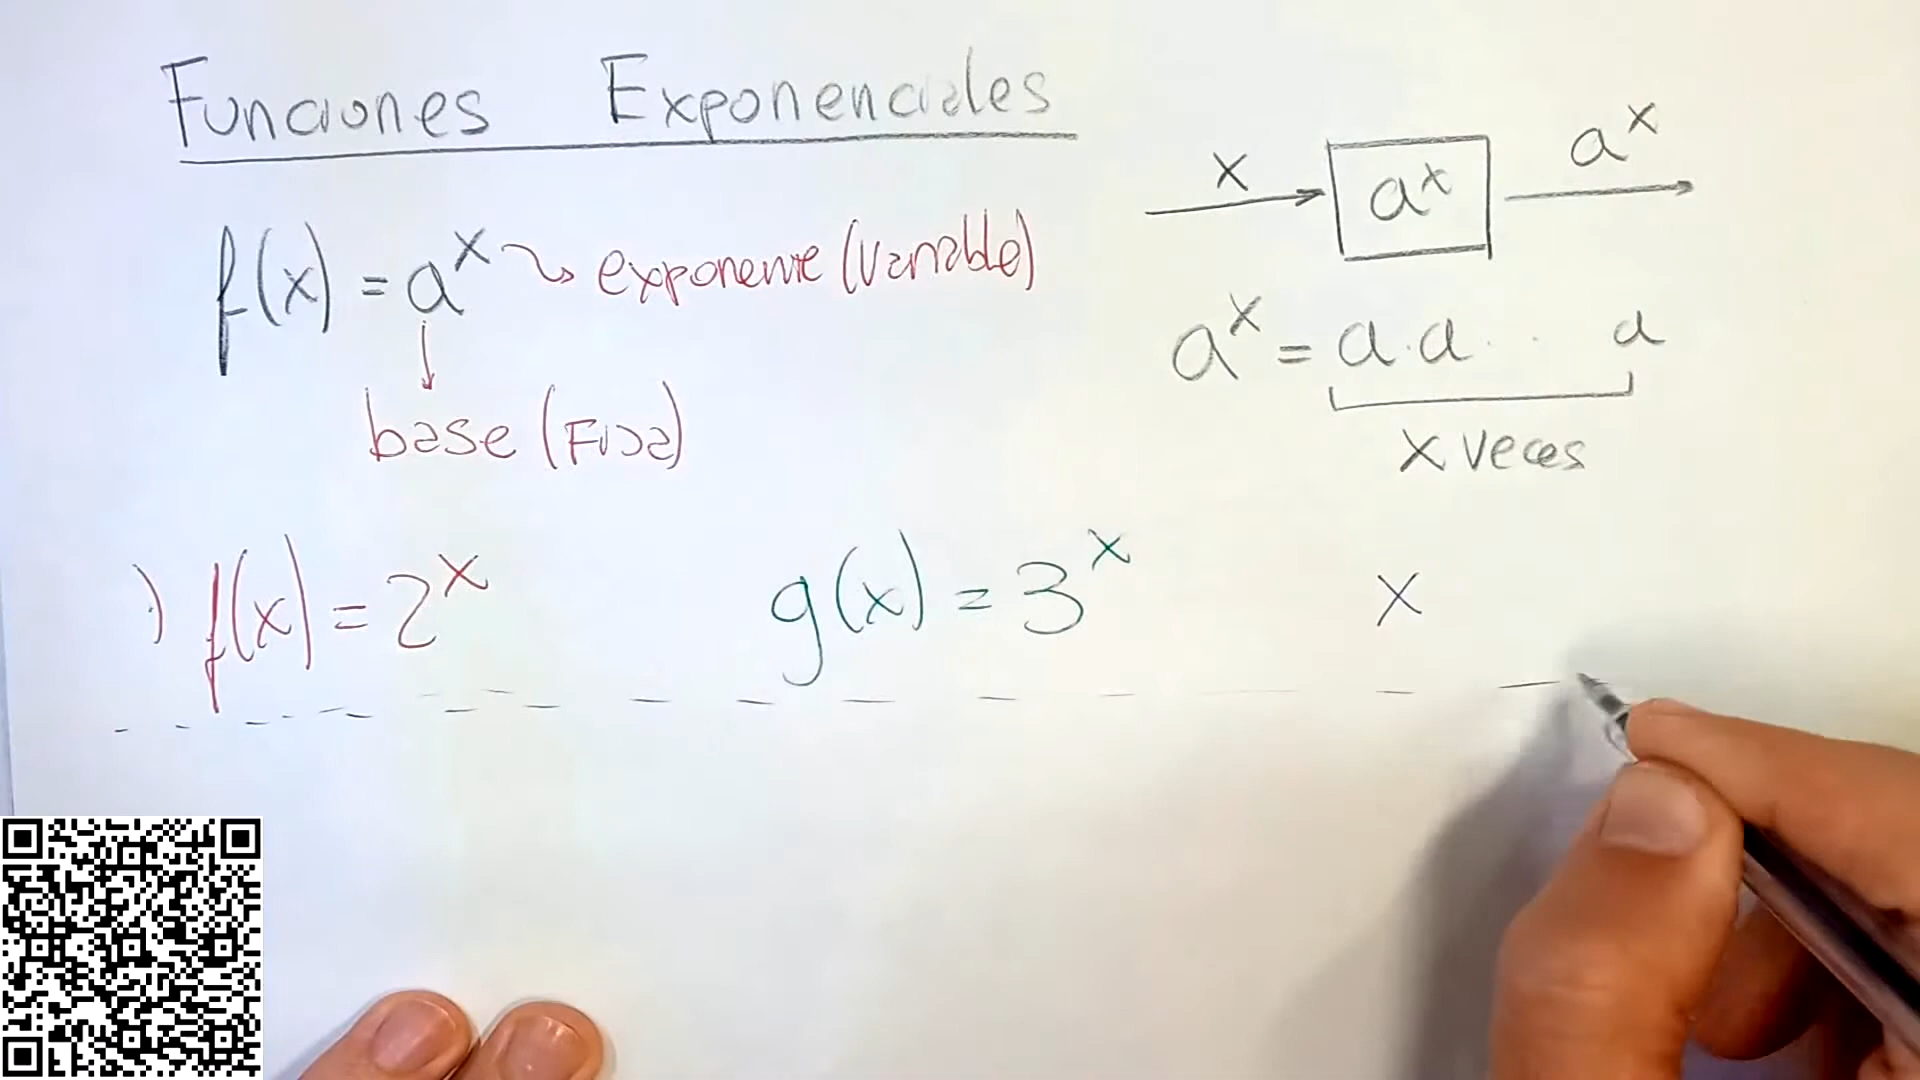 Funciones Exponenciales
f(x) = a^x → exponente (variable)
base (Fija)
x → a^x → a^x
a^x = a·a· · · a
x veces
) f(x) = 2^x g(x) = 3^x x